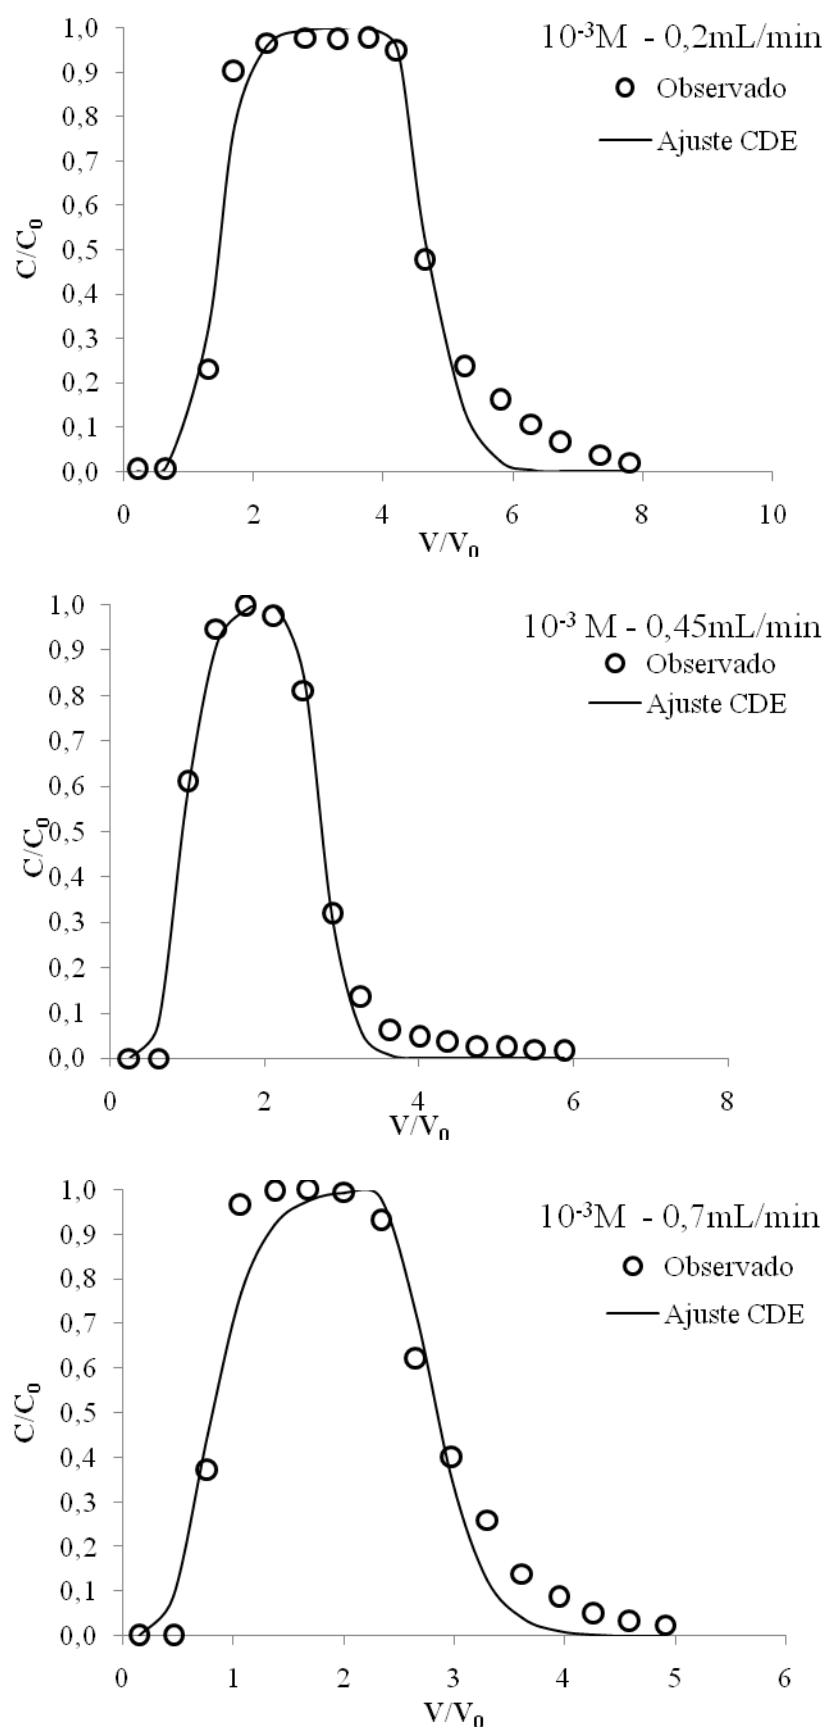 10⁻³M - 0,2mL/min
Observado
Ajuste CDE
C/C₀
1,0
0,9
0,8
0,7
0,6
0,5
0,4
0,3
0,2
0,1
0,0
0 2 4 6 8 10
V/V₀
10⁻³ M - 0,45mL/min
Observado
Ajuste CDE
C/C₀
1,0
0,9
0,8
0,7
0,6
0,5
0,4
0,3
0,2
0,1
0,0
0 2 4 6 8
V/V₀
10⁻³M - 0,7mL/min
Observado
Ajuste CDE
C/C₀
1,0
0,9
0,8
0,7
0,6
0,5
0,4
0,3
0,2
0,1
0,0
0 1 2 3 4 5 6
V/V₀